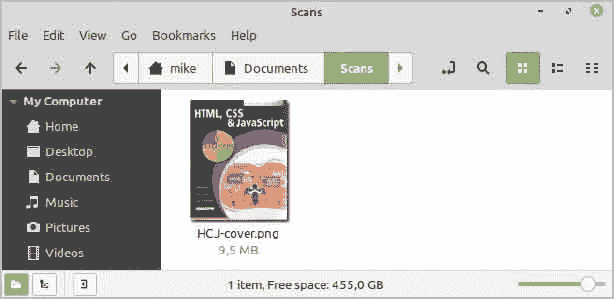 Scans
File Edit View Go Bookmarks Help
mike Documents Scans
My Computer
Home
Desktop
Documents
Music
Pictures
Videos
HTML, CSS
& JavaScript
HCJ-cover.png
9,5 MB
1 item, Free space: 455,0 GB